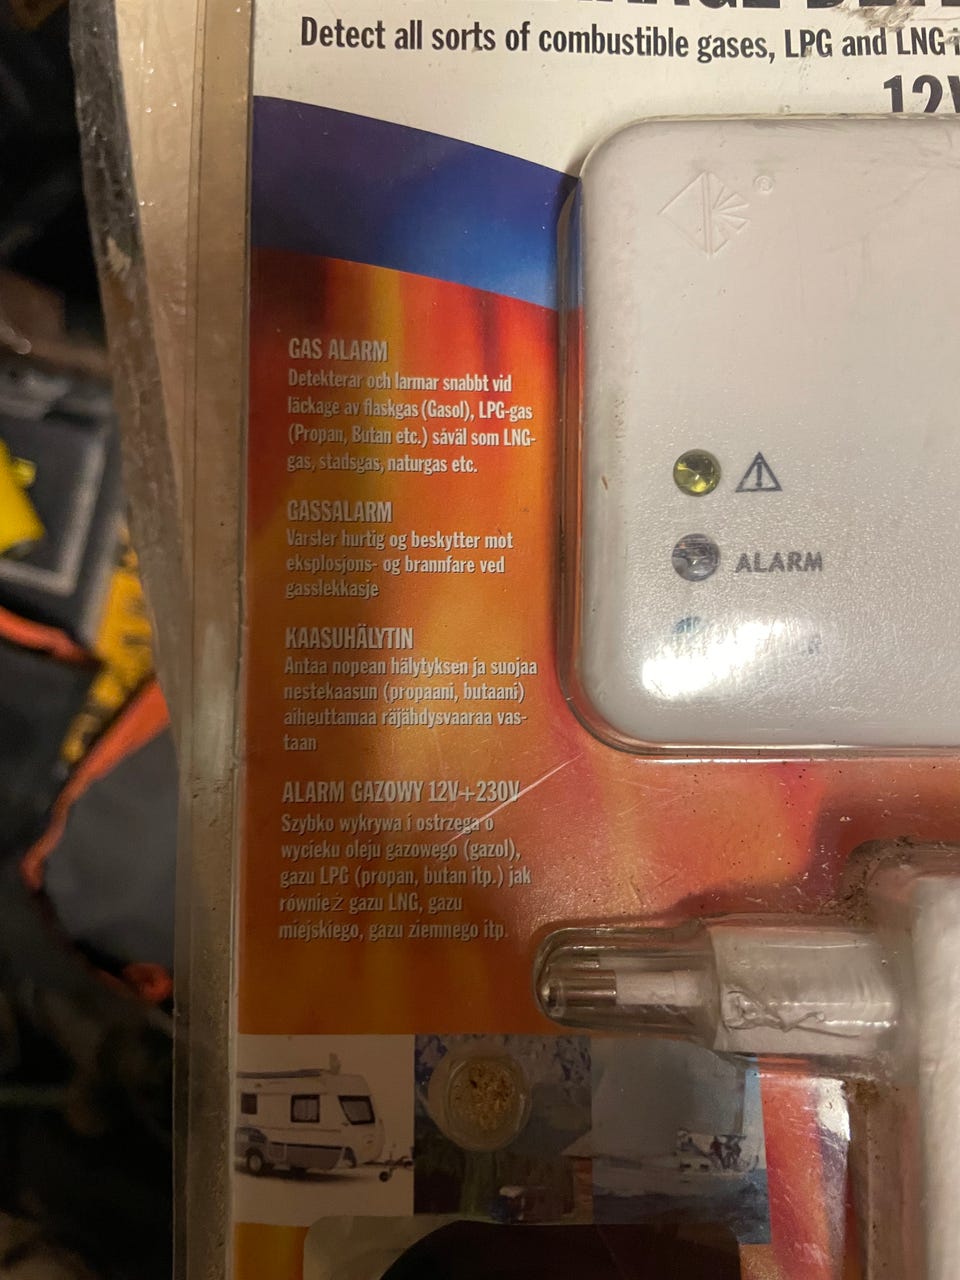 Detect all sorts of combustible gases, LPG and LNG
12V
®
GAS ALARM
Detekterar och larmar snabbt vid
läckage av flaskgas (Gasol), LPG-gas
(Propan, Butan etc.) såväl som LNG-
gas, stadsgas, naturgas etc.
ALARM
GASSALARM
Varsler hurtig og beskytter mot
eksplosjons- og brannfare ved
gasslekkasje
KAASUHÄLYTIN
Antaa nopean hälytyksen ja suojaa
nestekaasun (propaani, butaani)
aiheuttamaa räjähdysvaaraa vas-
taan
ALARM GAZOWY 12V+230V
Szybko wykrywa i ostrzega o
wycieku oleju gazowego (gazol),
gazu LPG (propan, butan itp.) jak
również gazu LNG, gazu
miejskiego, gazu ziemnego itp.